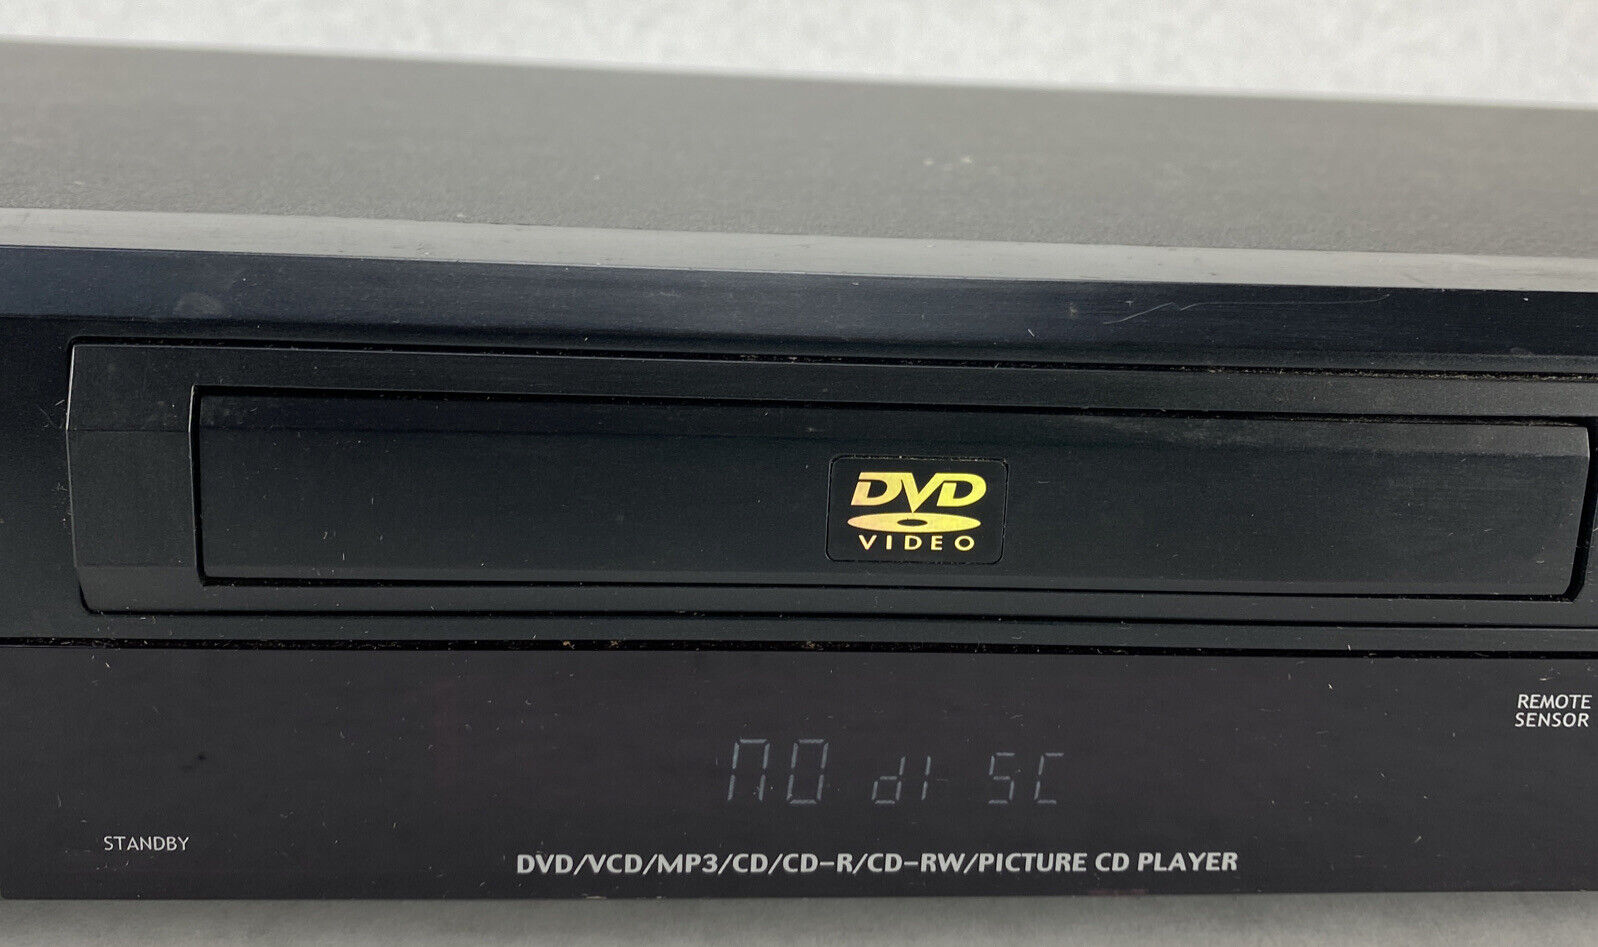 DVD
VIDEO
REMOTE
SENSOR
NO dISC
STANDBY
DVD/VCD/MP3/CD/CD-R/CD-RW/PICTURE CD PLAYER